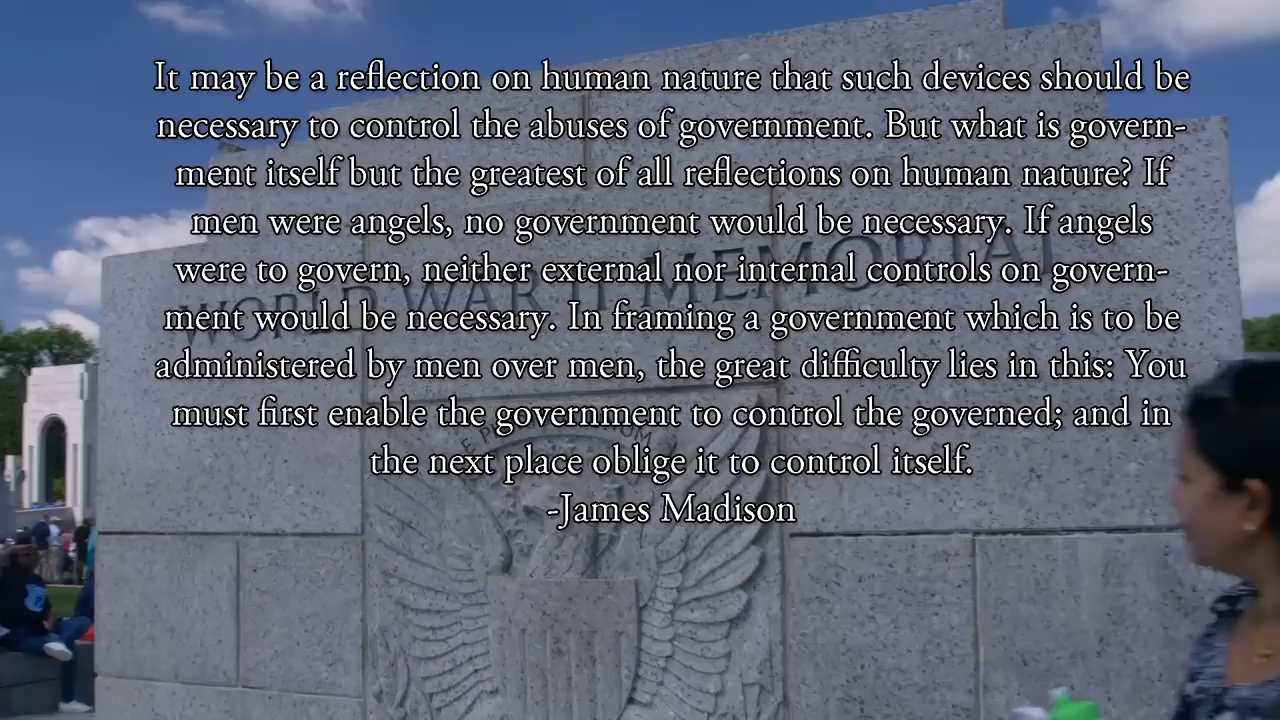 It may be a reflection on human nature that such devices should be
necessary to control the abuses of government. But what is govern-
ment itself but the greatest of all reflections on human nature? If
men were angels, no government would be necessary. If angels
were to govern, neither external nor internal controls on govern-
ment would be necessary. In framing a government which is to be
administered by men over men, the great difficulty lies in this: You
must first enable the government to control the governed; and in
the next place oblige it to control itself.
-James Madison
WORLD WAR II MEMORIAL